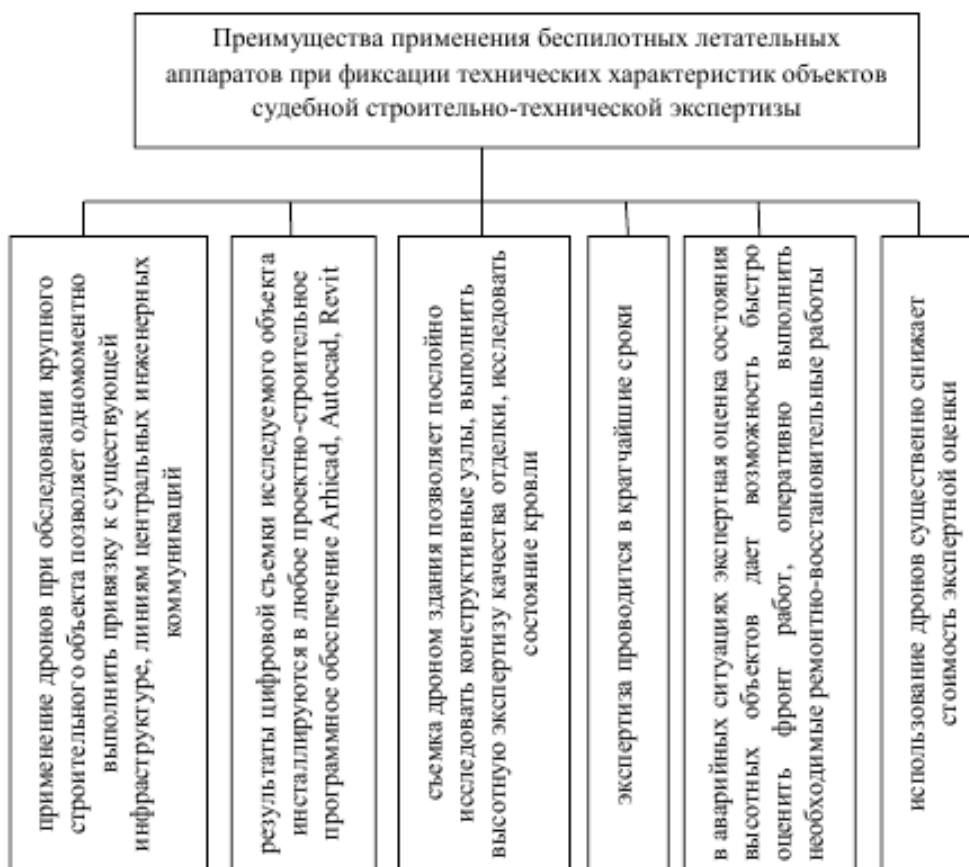 Преимущества применения беспилотных летательных
аппаратов при фиксации технических характеристик объектов
судебной строительно-технической экспертизы
применение дронов при обследовании крупного
строительного объекта позволяет одномоментно
выполнить привязку к существующей
инфраструктуре, линиям центральных инженерных
коммуникаций
результаты цифровой съемки исследуемого объекта
инсталлируются в любое проектно-строительное
программное обеспечение Arhicad, Autocad, Revit
съемка дроном здания позволяет послойно
исследовать конструктивные узлы, выполнить
высотную экспертизу качества отделки, исследовать
состояние кровли
экспертиза проводится в кратчайшие сроки
в аварийных ситуациях экспертная оценка состояния
высотных объектов дает возможность быстро
оценить фронт работ, оперативно выполнить
необходимые ремонтно-восстановительные работы
использование дронов существенно снижает
стоимость экспертной оценки